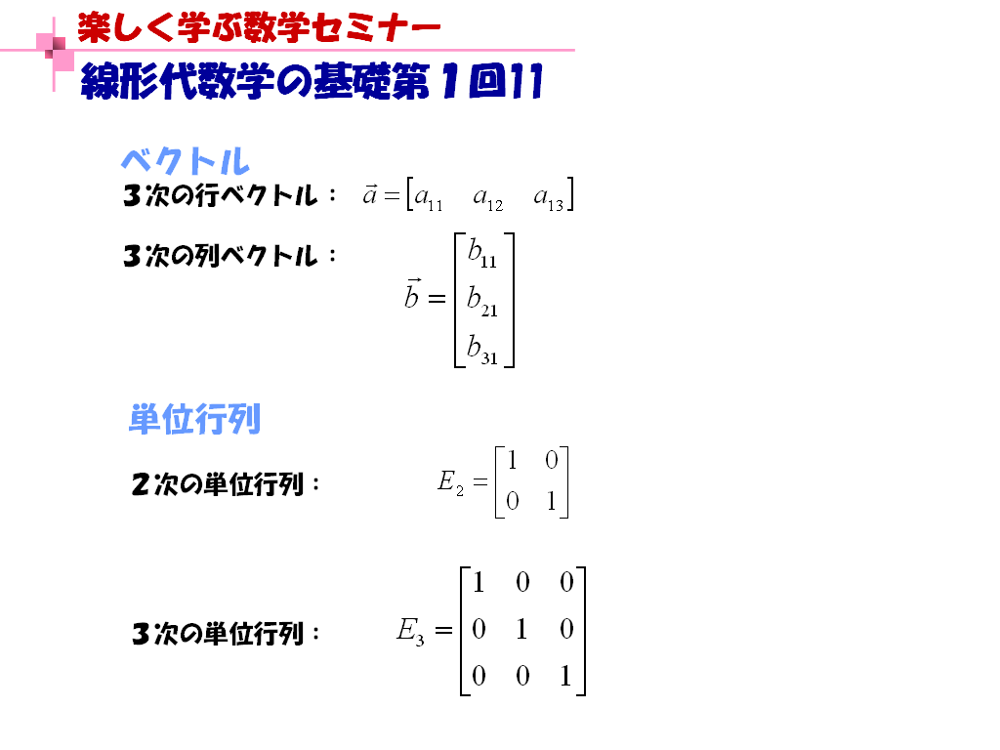 楽しく学ぶ数学セミナー
線形代数学の基礎第１回11
ベクトル
３次の行ベクトル： \vec{a} = [a_{11} a_{12} a_{13}]
３次の列ベクトル：
\vec{b} = \begin{bmatrix} b_{11} \\ b_{21} \\ b_{31} \end{bmatrix}
単位行列
２次の単位行列： E_2 = \begin{bmatrix} 1 & 0 \\ 0 & 1 \end{bmatrix}
３次の単位行列： E_3 = \begin{bmatrix} 1 & 0 & 0 \\ 0 & 1 & 0 \\ 0 & 0 & 1 \end{bmatrix}